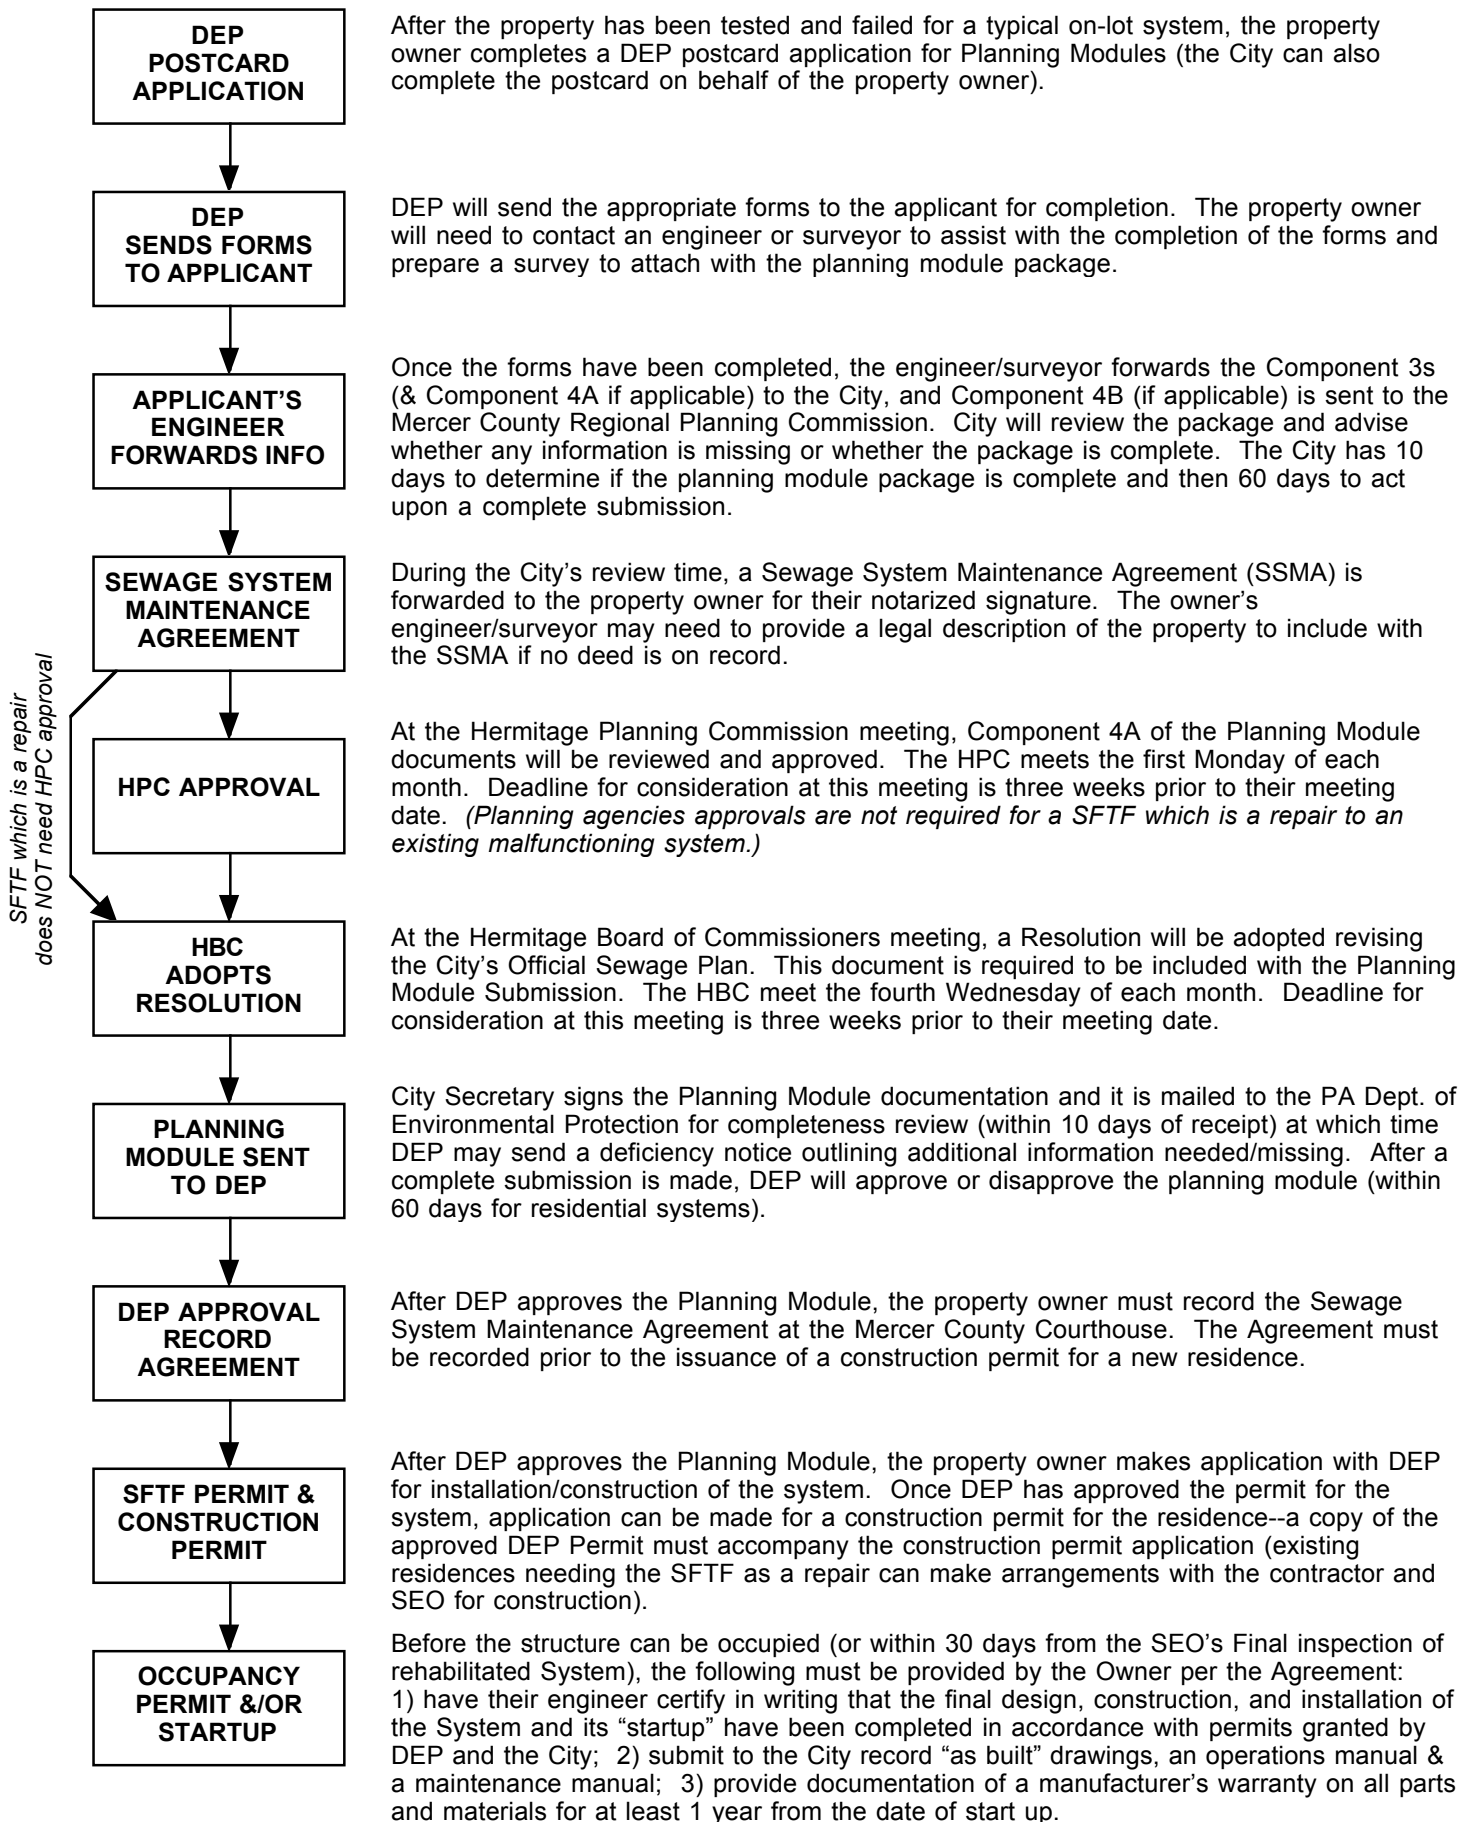 DEP
POSTCARD
APPLICATION
After the property has been tested and failed for a typical on-lot system, the property
owner completes a DEP postcard application for Planning Modules (the City can also
complete the postcard on behalf of the property owner).
DEP
SENDS FORMS
TO APPLICANT
DEP will send the appropriate forms to the applicant for completion.  The property owner
will need to contact an engineer or surveyor to assist with the completion of the forms and
prepare a survey to attach with the planning module package.
APPLICANT'S
ENGINEER
FORWARDS INFO
Once the forms have been completed, the engineer/surveyor forwards the Component 3s
(& Component 4A if applicable) to the City, and Component 4B (if applicable) is sent to the
Mercer County Regional Planning Commission.  City will review the package and advise
whether any information is missing or whether the package is complete.  The City has 10
days to determine if the planning module package is complete and then 60 days to act
upon a complete submission.
SEWAGE SYSTEM
MAINTENANCE
AGREEMENT
During the City's review time, a Sewage System Maintenance Agreement (SSMA) is
forwarded to the property owner for their notarized signature.  The owner's
engineer/surveyor may need to provide a legal description of the property to include with
the SSMA if no deed is on record.
SFTF which is a repair
does NOT need HPC approval
HPC APPROVAL
At the Hermitage Planning Commission meeting, Component 4A of the Planning Module
documents will be reviewed and approved.  The HPC meets the first Monday of each
month.  Deadline for consideration at this meeting is three weeks prior to their meeting
date.  (Planning agencies approvals are not required for a SFTF which is a repair to an
existing malfunctioning system.)
HBC
ADOPTS
RESOLUTION
At the Hermitage Board of Commissioners meeting, a Resolution will be adopted revising
the City's Official Sewage Plan.  This document is required to be included with the Planning
Module Submission.  The HBC meet the fourth Wednesday of each month.  Deadline for
consideration at this meeting is three weeks prior to their meeting date.
PLANNING
MODULE SENT
TO DEP
City Secretary signs the Planning Module documentation and it is mailed to the PA Dept. of
Environmental Protection for completeness review (within 10 days of receipt) at which time
DEP may send a deficiency notice outlining additional information needed/missing.  After a
complete submission is made, DEP will approve or disapprove the planning module (within
60 days for residential systems).
DEP APPROVAL
RECORD
AGREEMENT
After DEP approves the Planning Module, the property owner must record the Sewage
System Maintenance Agreement at the Mercer County Courthouse.  The Agreement must
be recorded prior to the issuance of a construction permit for a new residence.
SFTF PERMIT &
CONSTRUCTION
PERMIT
After DEP approves the Planning Module, the property owner makes application with DEP
for installation/construction of the system.  Once DEP has approved the permit for the
system, application can be made for a construction permit for the residence--a copy of the
approved DEP Permit must accompany the construction permit application (existing
residences needing the SFTF as a repair can make arrangements with the contractor and
SEO for construction).
OCCUPANCY
PERMIT &/OR
STARTUP
Before the structure can be occupied (or within 30 days from the SEO's Final inspection of
rehabilitated System), the following must be provided by the Owner per the Agreement:
1) have their engineer certify in writing that the final design, construction, and installation of
the System and its “startup” have been completed in accordance with permits granted by
DEP and the City;  2) submit to the City record “as built” drawings, an operations manual &
a maintenance manual;  3) provide documentation of a manufacturer's warranty on all parts
and materials for at least 1 year from the date of start up.